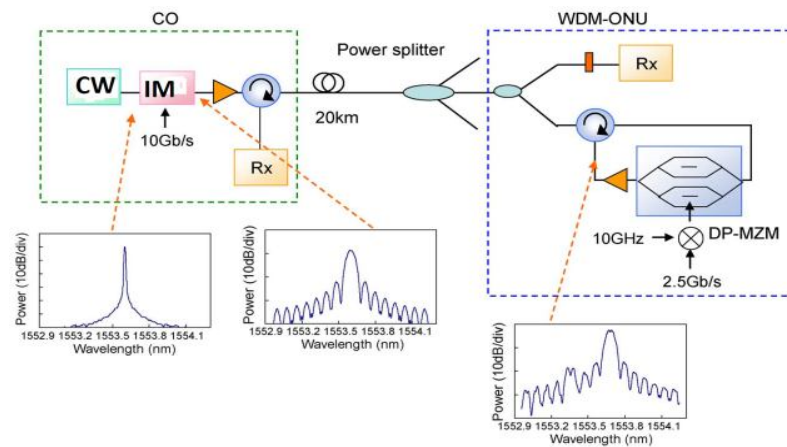 CO
WDM-ONU
Power splitter
CW
IM
10Gb/s
Rx
20km
Rx
10GHz
DP-MZM
2.5Gb/s
Power (10dB/div)
1552.9 1553.2 1553.5 1553.8 1554.1
Wavelength (nm)
Power (10dB/div)
1552.9 1553.2 1553.5 1553.8 1554.1
Wavelength (nm)
Power (10dB/div)
1552.9 1553.2 1553.5 1553.8 1554.1
Wavelength (nm)